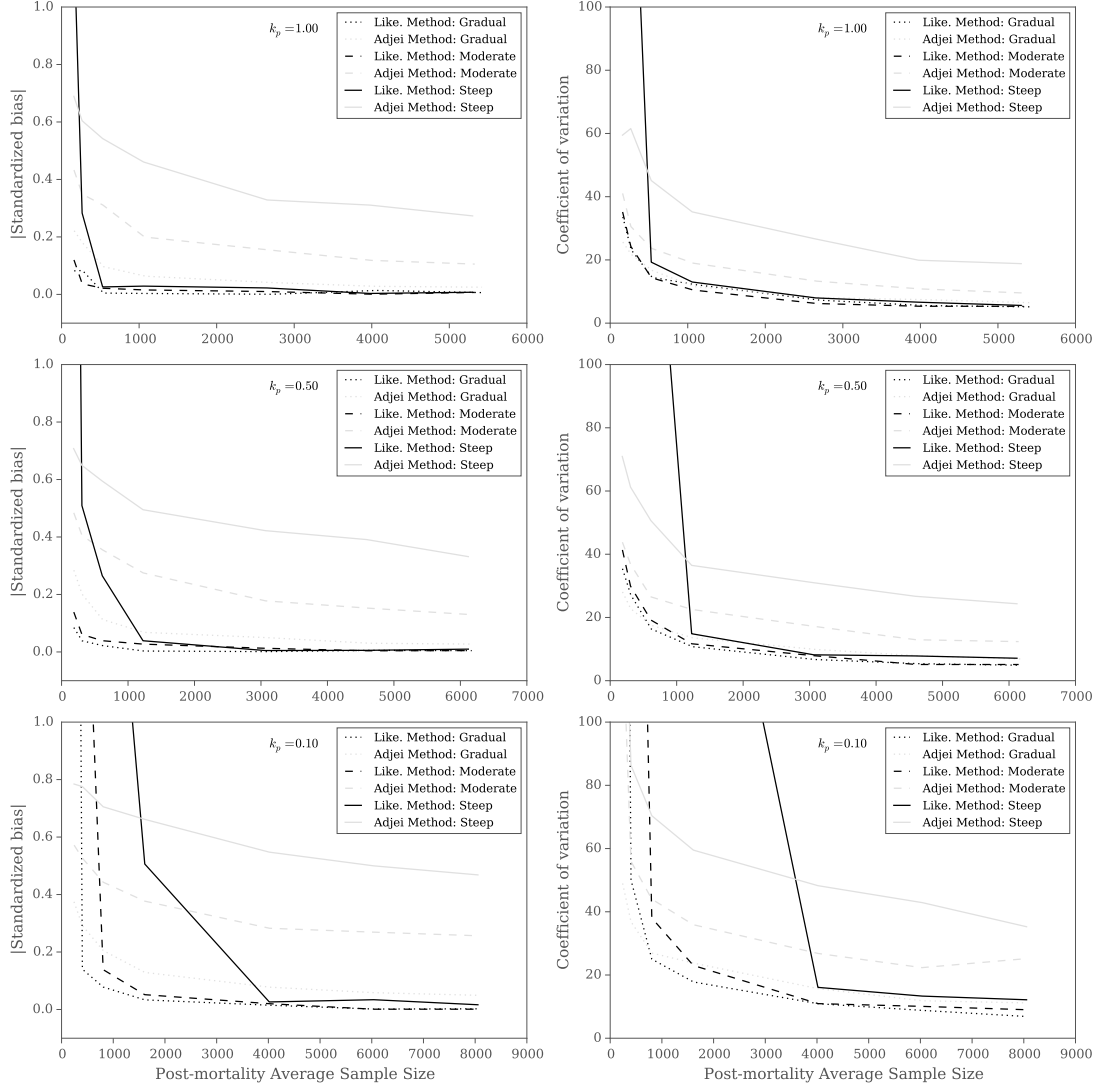 1.0
0.8
0.6
0.4
0.2
0.0
|Standardized bias|
k_p =1.00
Like. Method: Gradual
Adjei Method: Gradual
Like. Method: Moderate
Adjei Method: Moderate
Like. Method: Steep
Adjei Method: Steep
0 1000 2000 3000 4000 5000 6000
100
80
60
40
20
0
Coefficient of variation
k_p =1.00
Like. Method: Gradual
Adjei Method: Gradual
Like. Method: Moderate
Adjei Method: Moderate
Like. Method: Steep
Adjei Method: Steep
0 1000 2000 3000 4000 5000 6000
1.0
0.8
0.6
0.4
0.2
0.0
|Standardized bias|
k_p =0.50
Like. Method: Gradual
Adjei Method: Gradual
Like. Method: Moderate
Adjei Method: Moderate
Like. Method: Steep
Adjei Method: Steep
0 1000 2000 3000 4000 5000 6000 7000
100
80
60
40
20
0
Coefficient of variation
k_p =0.50
Like. Method: Gradual
Adjei Method: Gradual
Like. Method: Moderate
Adjei Method: Moderate
Like. Method: Steep
Adjei Method: Steep
0 1000 2000 3000 4000 5000 6000 7000
1.0
0.8
0.6
0.4
0.2
0.0
|Standardized bias|
k_p =0.10
Like. Method: Gradual
Adjei Method: Gradual
Like. Method: Moderate
Adjei Method: Moderate
Like. Method: Steep
Adjei Method: Steep
0 1000 2000 3000 4000 5000 6000 7000 8000 9000
Post-mortality Average Sample Size
100
80
60
40
20
0
Coefficient of variation
k_p =0.10
Like. Method: Gradual
Adjei Method: Gradual
Like. Method: Moderate
Adjei Method: Moderate
Like. Method: Steep
Adjei Method: Steep
0 1000 2000 3000 4000 5000 6000 7000 8000 9000
Post-mortality Average Sample Size